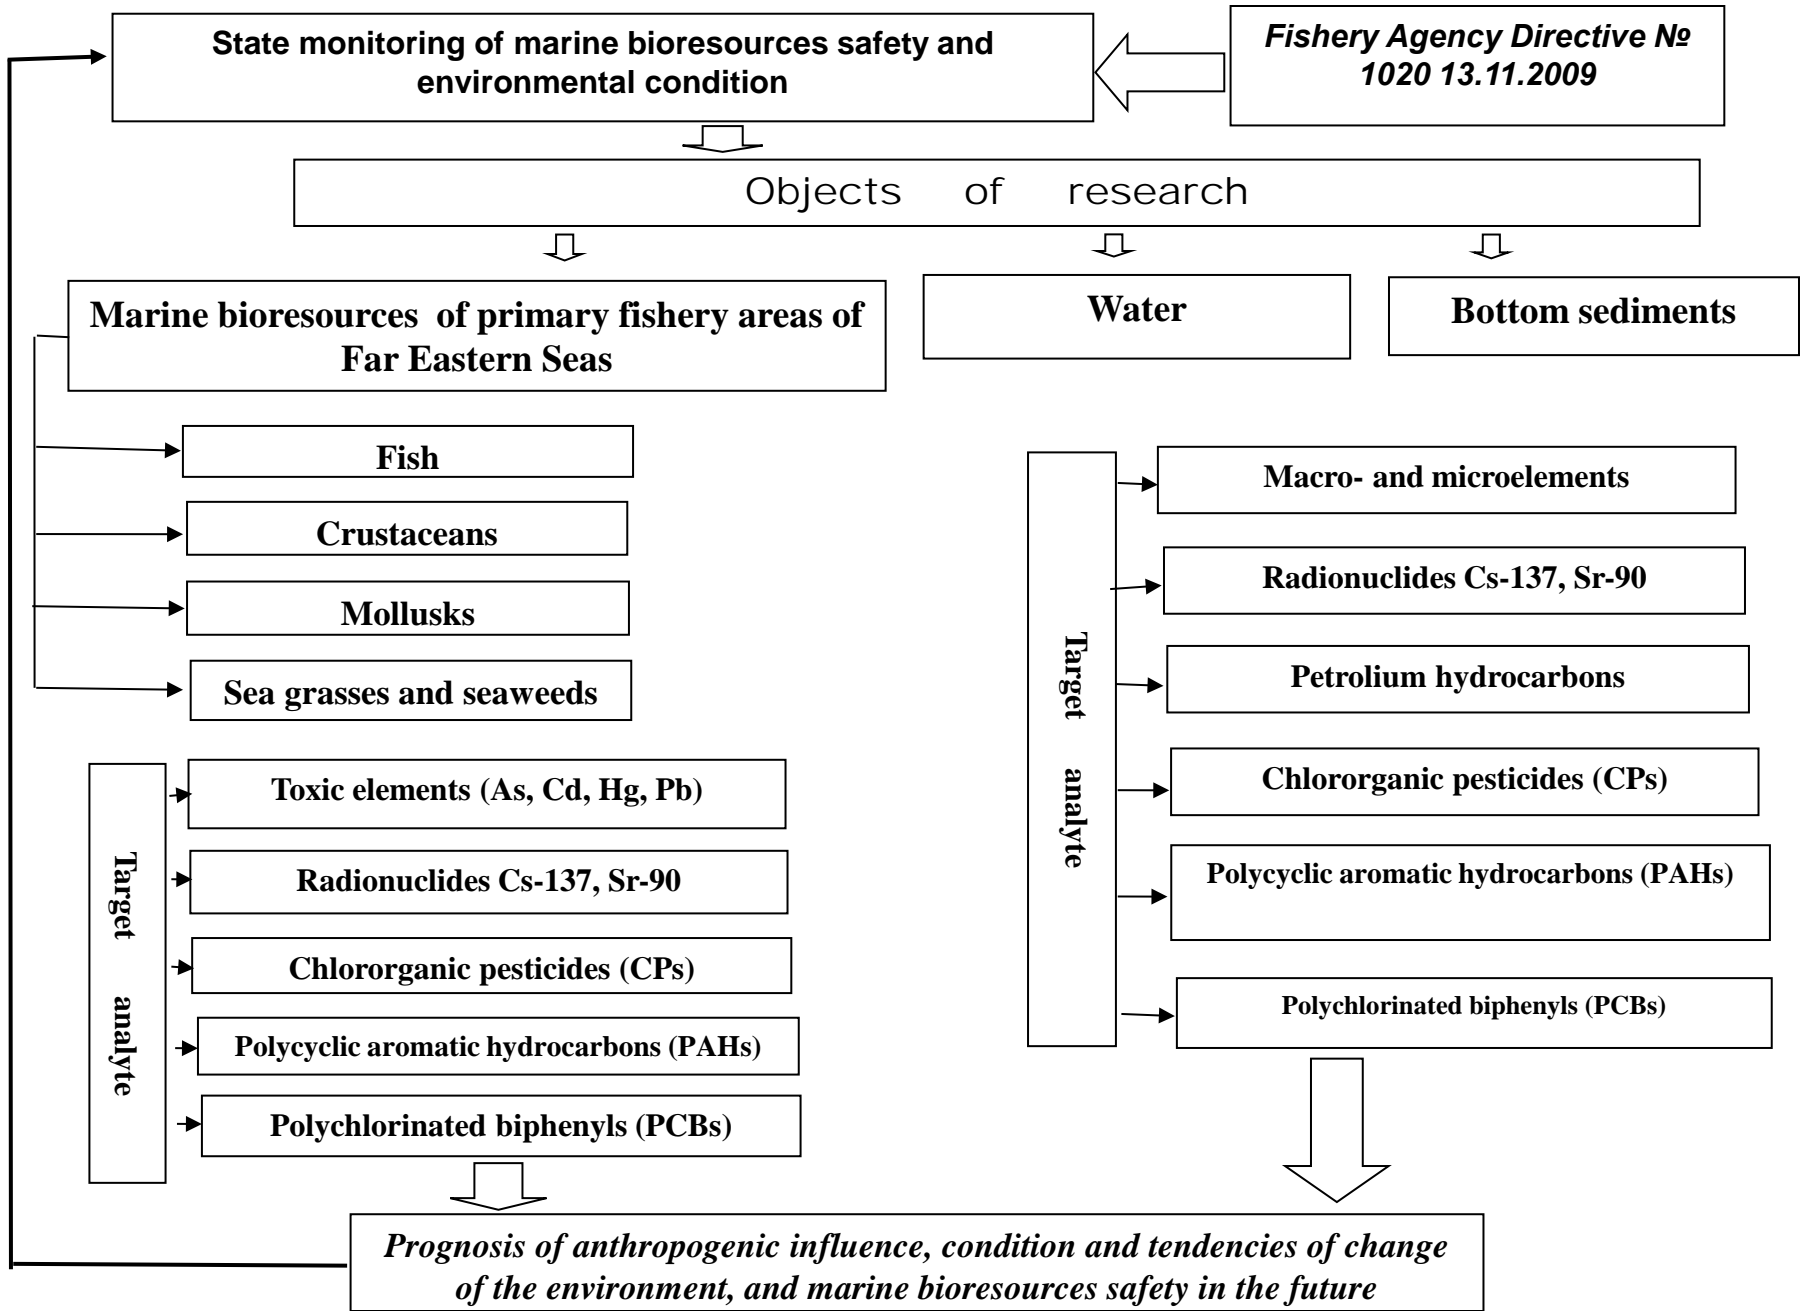 State monitoring of marine bioresources safety and
environmental condition
Fishery Agency Directive №
1020 13.11.2009
Objects of research
Marine bioresources of primary fishery areas of
Far Eastern Seas
Water
Bottom sediments
Fish
Crustaceans
Mollusks
Sea grasses and seaweeds
Target analyte
Toxic elements (As, Cd, Hg, Pb)
Radionuclides Cs-137, Sr-90
Chlororganic pesticides (CPs)
Polycyclic aromatic hydrocarbons (PAHs)
Polychlorinated biphenyls (PCBs)
Target analyte
Macro- and microelements
Radionuclides Cs-137, Sr-90
Petrolium hydrocarbons
Chlororganic pesticides (CPs)
Polycyclic aromatic hydrocarbons (PAHs)
Polychlorinated biphenyls (PCBs)
Prognosis of anthropogenic influence, condition and tendencies of change
of the environment, and marine bioresources safety in the future